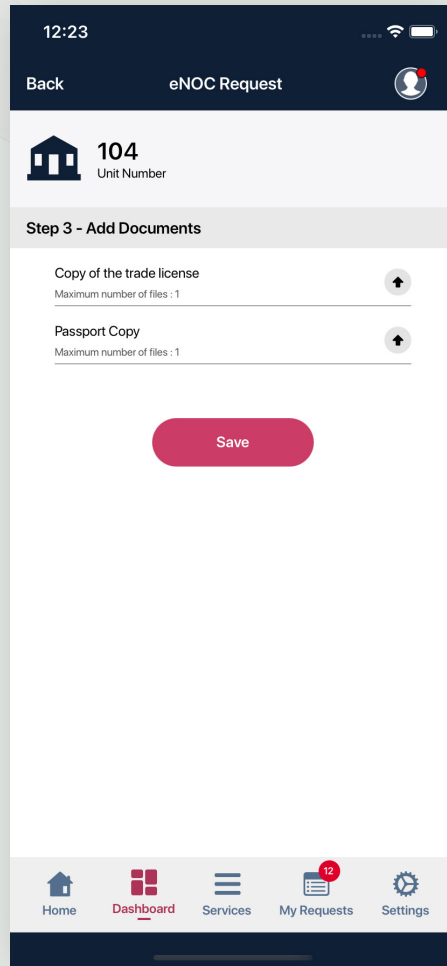 12:23
Back
eNOC Request
104
Unit Number
Step 3 - Add Documents
Copy of the trade license
Maximum number of files : 1
Passport Copy
Maximum number of files : 1
Save
12
Home
Dashboard
Services
My Requests
Settings